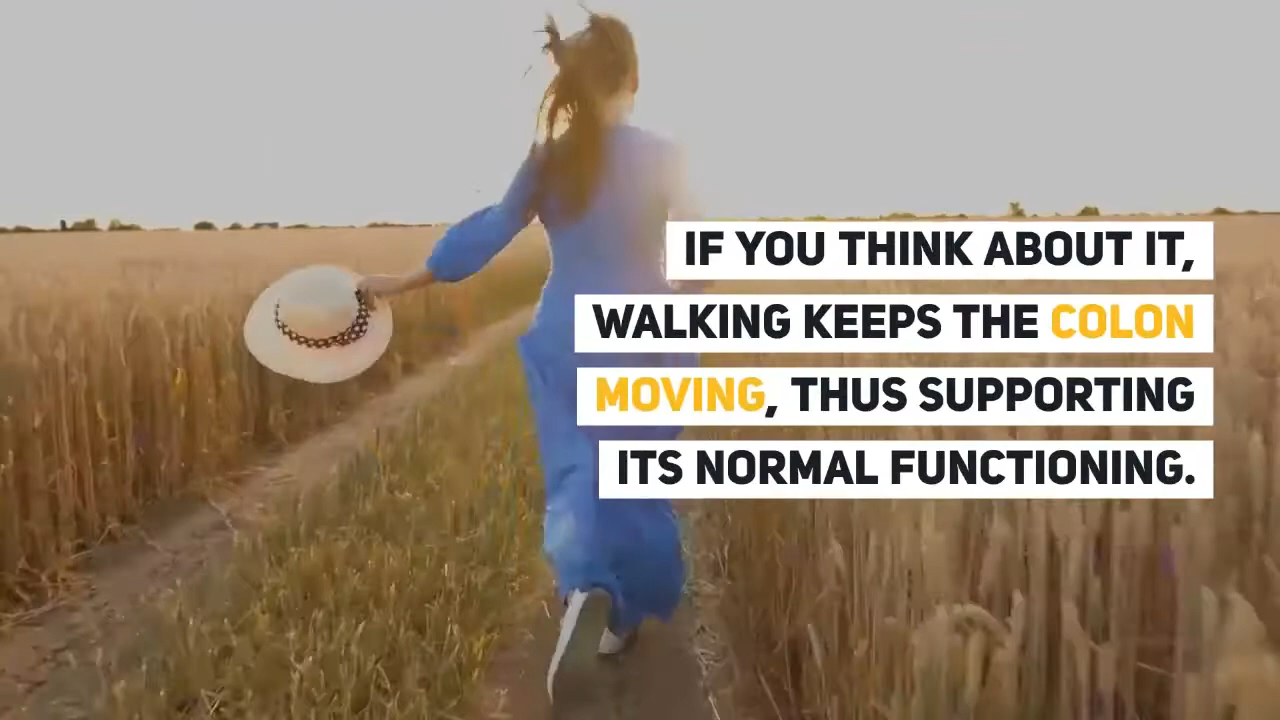 IF YOU THINK ABOUT IT,
WALKING KEEPS THE COLON
MOVING, THUS SUPPORTING
ITS NORMAL FUNCTIONING.